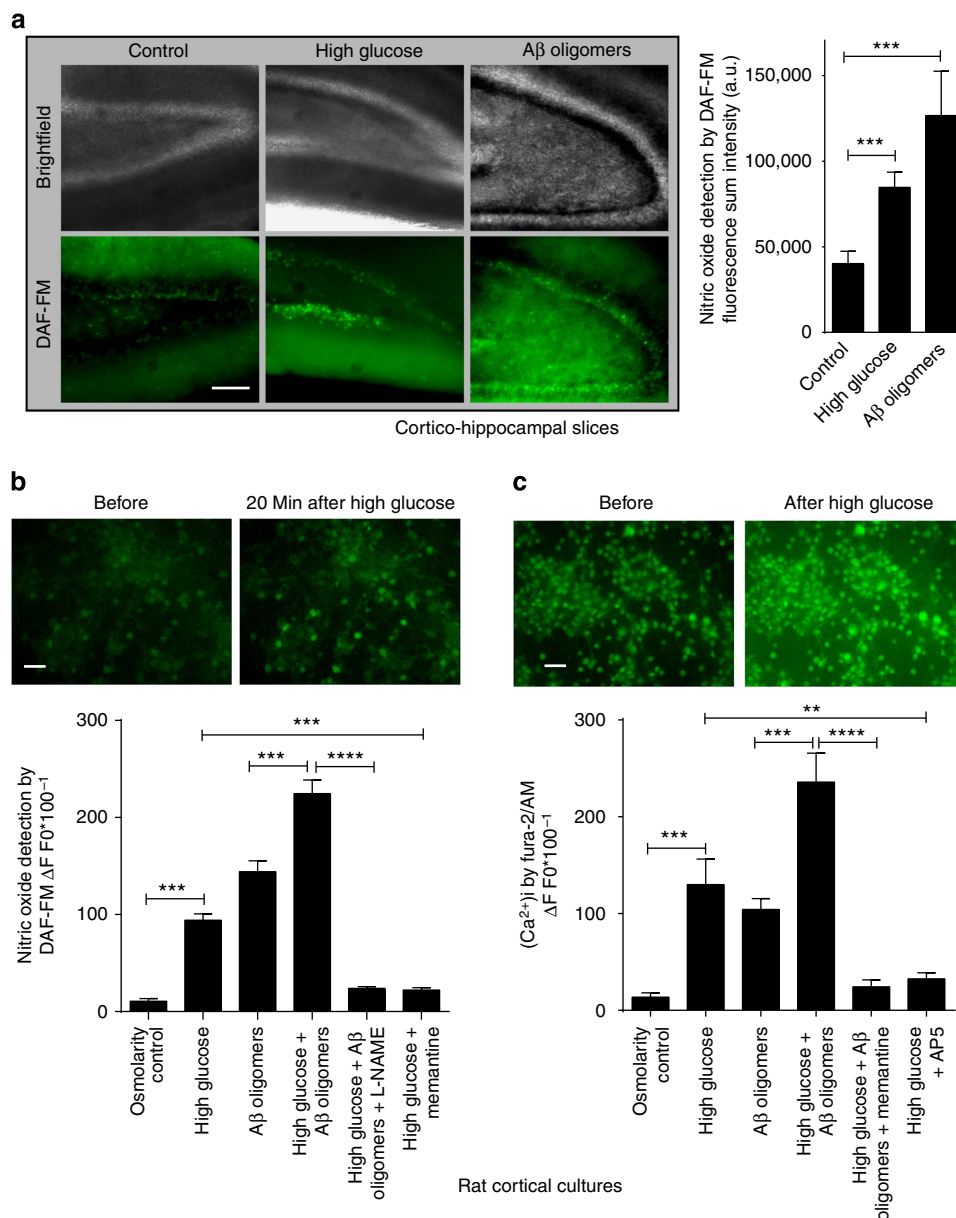 a
Control
High glucose
Aβ oligomers
Brightfield
DAF-FM
Cortico-hippocampal slices
Nitric oxide detection by DAF-FM
fluorescence sum intensity (a.u.)
150,000
100,000
50,000
0
***
***
Control
High glucose
Aβ oligomers
b
Before
20 Min after high glucose
Nitric oxide detection by
DAF-FM ΔF F0*100⁻¹
300
200
100
0
***
***
****
***
Osmolarity
control
High glucose
Aβ oligomers
High glucose +
Aβ oligomers
High glucose + Aβ
oligomers + L-NAME
High glucose +
memantine
c
Before
After high glucose
(Ca²⁺)i by fura-2/AM
ΔF F0*100⁻¹
300
200
100
0
**
***
****
***
Osmolarity
control
High glucose
Aβ oligomers
High glucose +
Aβ oligomers
High glucose + Aβ
oligomers + memantine
High glucose
+ AP5
Rat cortical cultures